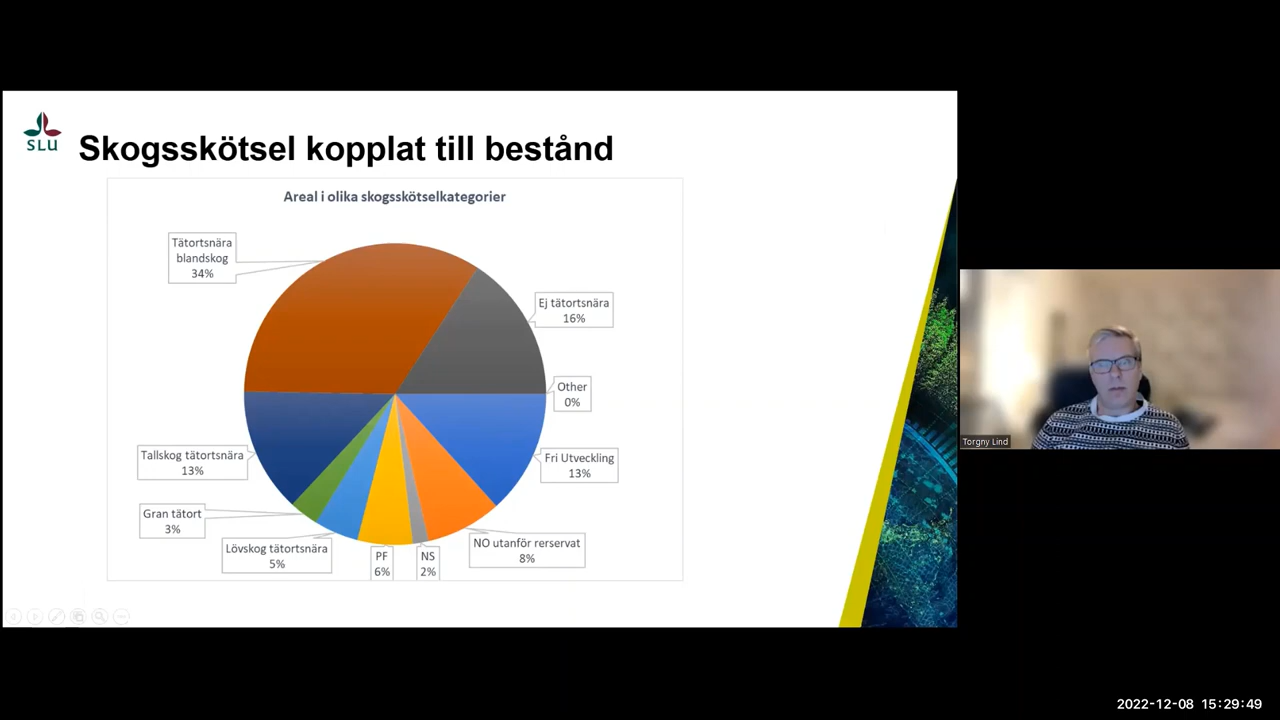 SLU
Skogsskötsel kopplat till bestånd
Areal i olika skogsskötselkategorier
Tätortsnära
blandskog
34%
Ej tätortsnära
16%
Other
0%
Tallskog tätortsnära
13%
Fri Utveckling
13%
Gran tätort
3%
Lövskog tätortsnära
5%
PF
6%
NS
2%
NO utanför rerservat
8%
Torgny Lind
2022-12-08 15:29:49